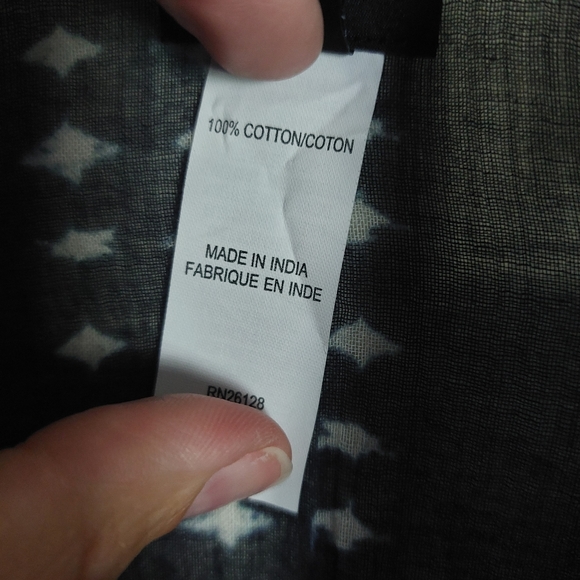 100% COTTON/COTON
MADE IN INDIA
FABRIQUE EN INDE
RN26128